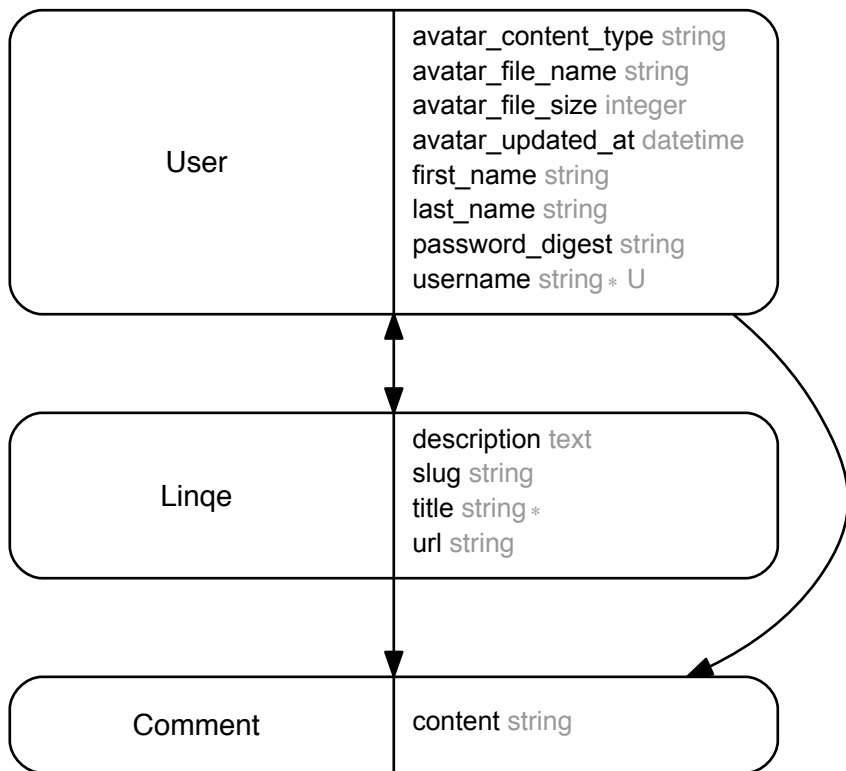 User
avatar_content_type string
avatar_file_name string
avatar_file_size integer
avatar_updated_at datetime
first_name string
last_name string
password_digest string
username string * U
Linqe
description text
slug string
title string *
url string
Comment
content string